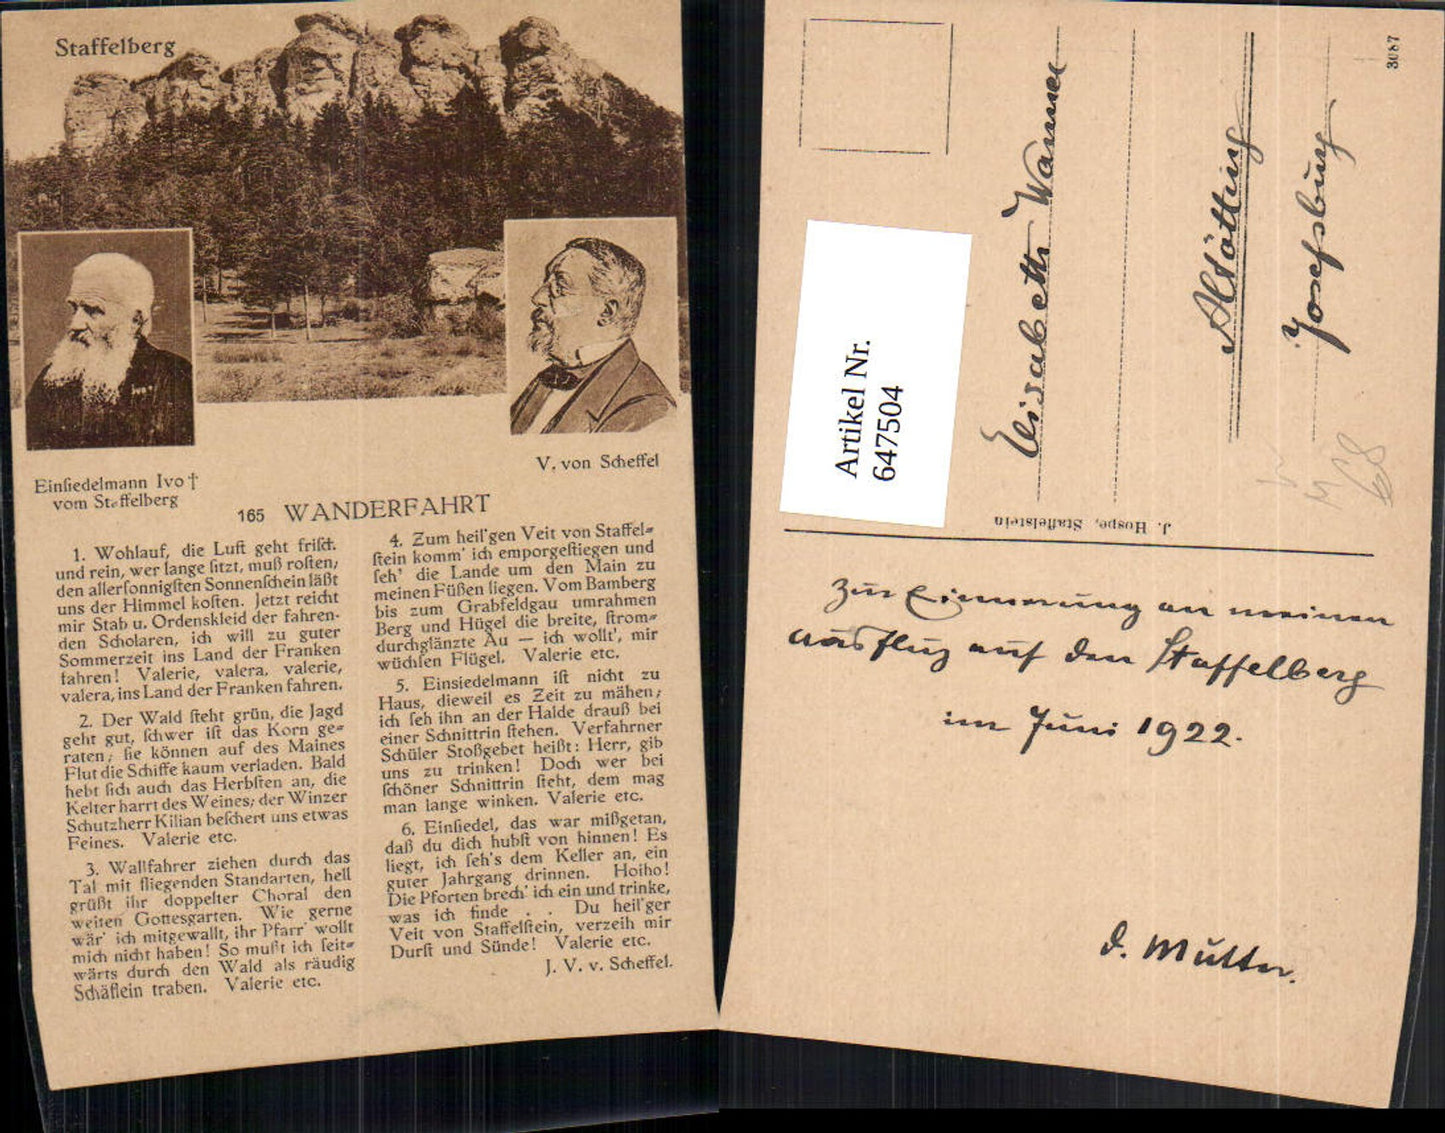 Staffelberg
Einsiedelmann Ivo †
vom Staffelberg
V. von Scheffel
165 WANDERFAHRT
1. Wohlauf, die Luft geht frisch
und rein, wer lange sitzt, muß rosten;
den allersonnigsten Sonnenschein läßt
uns der Himmel kosten. Jetzt reicht
mir Stab u. Ordenskleid der fahren-
den Scholaren, ich will zu guter
Sommerzeit ins Land der Franken
fahren! Valerie, valera, valerie,
valera, ins Land der Franken fahren.
2. Der Wald steht grün, die Jagd
geht gut, schwer ist das Korn ge-
raten; sie können auf des Maines
Flut die Schiffe kaum verladen. Bald
hebt sich auch das Herbsten an, die
Kelter harrt des Weines; der Winzer
Schutzherr Kilian beschert uns etwas
Feines. Valerie etc.
3. Wallfahrer ziehen durch das
Tal mit fliegenden Standarten, hell
grüßt ihr doppelter Choral den
weiten Gottesgarten. Wie gerne
wär' ich mitgewallt, ihr Pfarr' wollt
mich nicht haben! So mußt ich seit-
wärts durch den Wald als räudig
Schäflein traben. Valerie etc.
4. Zum heil'gen Veit von Staffel-
stein komm' ich emporgestiegen und
seh' die Lande um den Main zu
meinen Füßen liegen. Vom Bamberg
bis zum Grabfeldgau umrahmen
Berg und Hügel die breite, strom-
durchglänzte Au — ich wollt', mir
wüchsen Flügel. Valerie etc.
5. Einsiedelmann ist nicht zu
Haus, dieweil es Zeit zu mähen;
ich seh ihn an der Halde drauß bei
einer Schnittrin stehen. Verfahrner
Schüler Stoßgebet heißt: Herr, gib
uns zu trinken! Doch wer bei
schöner Schnittrin steht, dem mag
man lange winken. Valerie etc.
6. Einsiedel, das war mißgetan,
daß du dich hubst von hinnen! Es
liegt, ich seh's dem Keller an, ein
guter Jahrgang drinnen. Hoiho!
Die Pforten brech' ich ein und trinke,
was ich finde . . Du heil'ger
Veit von Staffelstein, verzeih mir
Durst und Sünde! Valerie etc.
J. V. v. Scheffel.
Elisabeth Wanner
Altötting
Josefsburg
3087
Artikel Nr.
647504
J. Hospe, Staffelstein
Zur Erinnerung an meinen
Ausflug auf den Staffelberg
im Juni 1922.
d. Mutter.